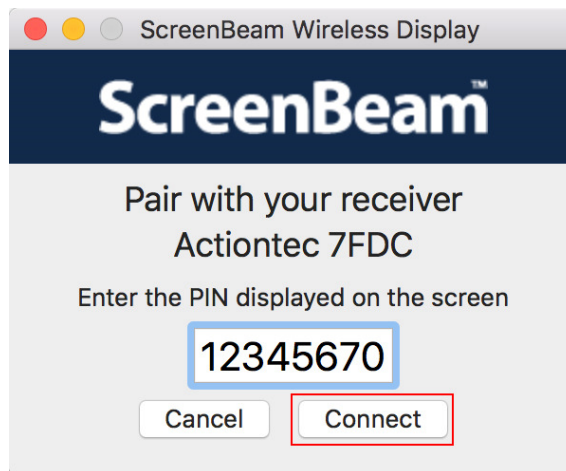 ScreenBeam Wireless Display
ScreenBeam™
Pair with your receiver
Actiontec 7FDC
Enter the PIN displayed on the screen
12345670
Cancel Connect